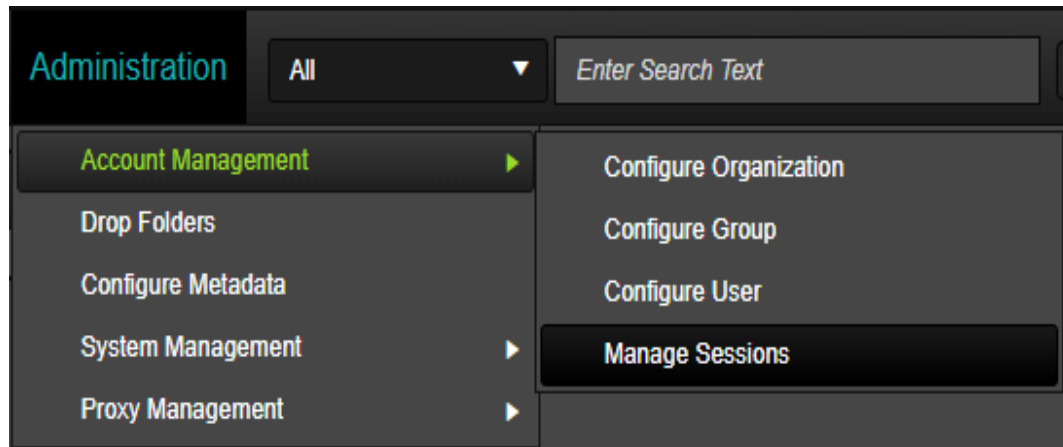 Administration
All
Enter Search Text
Account Management
Drop Folders
Configure Metadata
System Management
Proxy Management
Configure Organization
Configure Group
Configure User
Manage Sessions